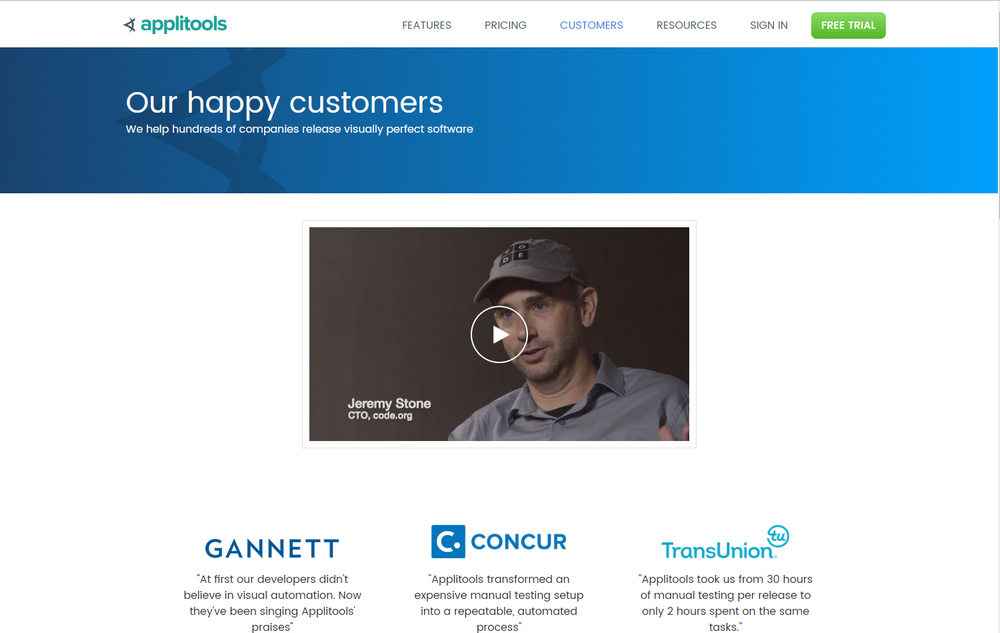 applitools
FEATURES
PRICING
CUSTOMERS
RESOURCES
SIGN IN
FREE TRIAL
Our happy customers
We help hundreds of companies release visually perfect software
CODE
Jeremy Stone
CTO, code.org
GANNETT
"At first our developers didn't
believe in visual automation. Now
they've been singing Applitools'
praises"
C. CONCUR
"Applitools transformed an
expensive manual testing setup
into a repeatable, automated
process"
TransUnion tu
"Applitools took us from 30 hours
of manual testing per release to
only 2 hours spent on the same
tasks."